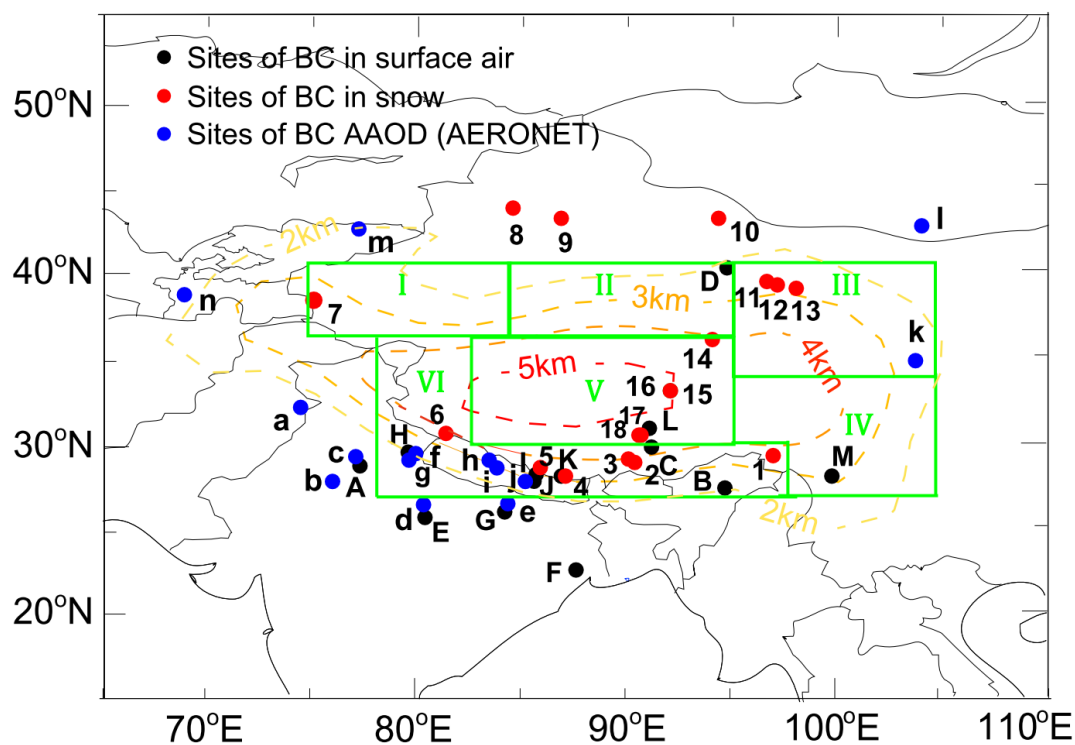 Sites of BC in surface air
50°N
Sites of BC in snow
Sites of BC AAOD (AERONET)
2km
m
8
9
10
l
40°N
n
7
I
II
D
11
12
13
III
3km
k
14
4km
5km
VI
V
16
15
a
6
17
18
L
IV
30°N
H
c
A
b
f
g
h
i
j
I
5
J
K
4
3
2
C
B
1
M
2km
d
E
G
e
F
20°N
70°E
80°E
90°E
100°E
110°E